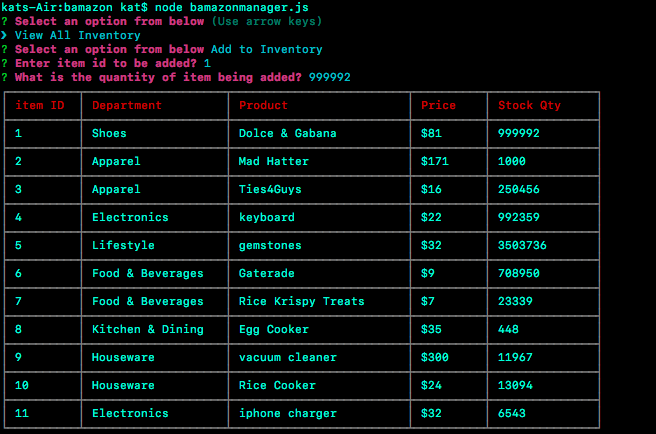 kats-Air:bamazon kat$ node bamazonmanager.js
? Select an option from below (Use arrow keys)
❯ View All Inventory
? Select an option from below Add to Inventory
? Enter item id to be added? 1
? What is the quantity of item being added? 999992
item ID Department Product Price Stock Qty
1 Shoes Dolce & Gabana $81 999992
2 Apparel Mad Hatter $171 1000
3 Apparel Ties4Guys $16 250456
4 Electronics keyboard $22 992359
5 Lifestyle gemstones $32 3503736
6 Food & Beverages Gaterade $9 708950
7 Food & Beverages Rice Krispy Treats $7 23339
8 Kitchen & Dining Egg Cooker $35 448
9 Houseware vacuum cleaner $300 11967
10 Houseware Rice Cooker $24 13094
11 Electronics iphone charger $32 6543